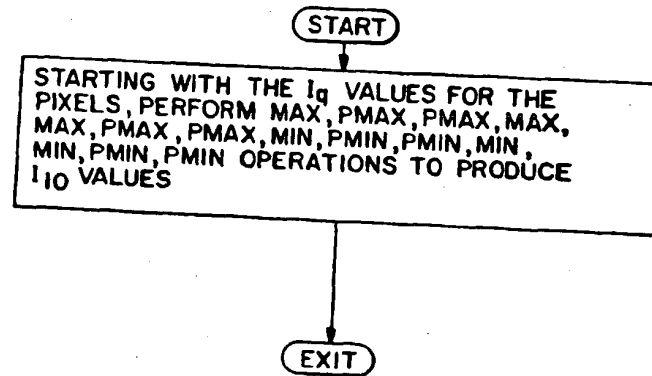 START
STARTING WITH THE I9 VALUES FOR THE
PIXELS, PERFORM MAX, PMAX, PMAX, MAX,
MAX, PMAX, PMAX, MIN, PMIN, PMIN, MIN,
MIN, PMIN, PMIN OPERATIONS TO PRODUCE
I10 VALUES
EXIT